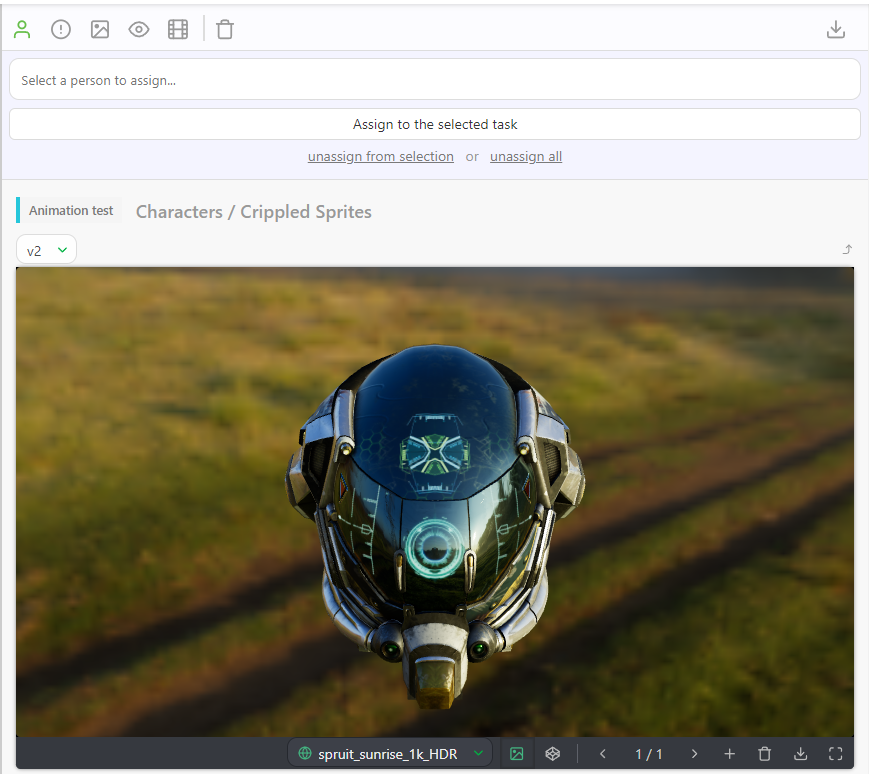 Select a person to assign...
Assign to the selected task
unassign from selection or unassign all
Animation test Characters / Crippled Sprites
v2
spruit_sunrise_1k_HDR 1 / 1